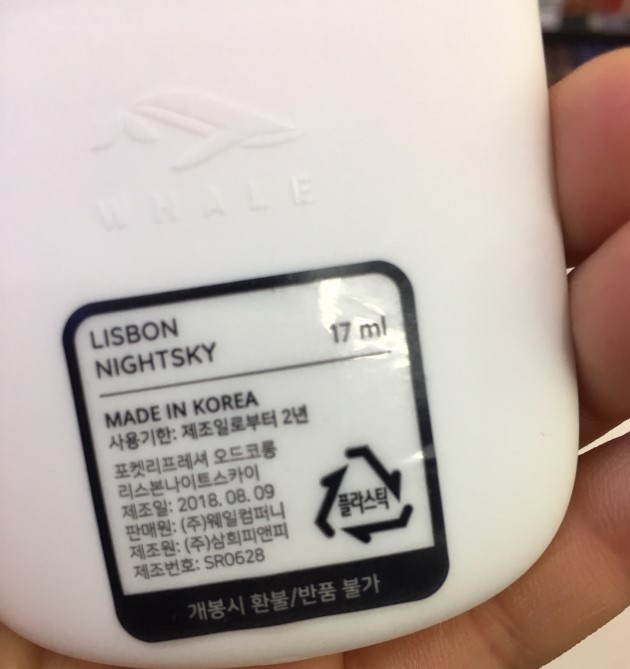 WHALE
LISBON
NIGHTSKY
17 ml
MADE IN KOREA
사용기한: 제조일로부터 2년
포켓리프레셔 오드코롱
리스본나이트스카이
제조일: 2018. 08. 09
판매원: (주)웨일컴퍼니
제조원: (주)삼희피앤피
제조번호: SR0628
플라스틱
개봉시 환불/반품 불가